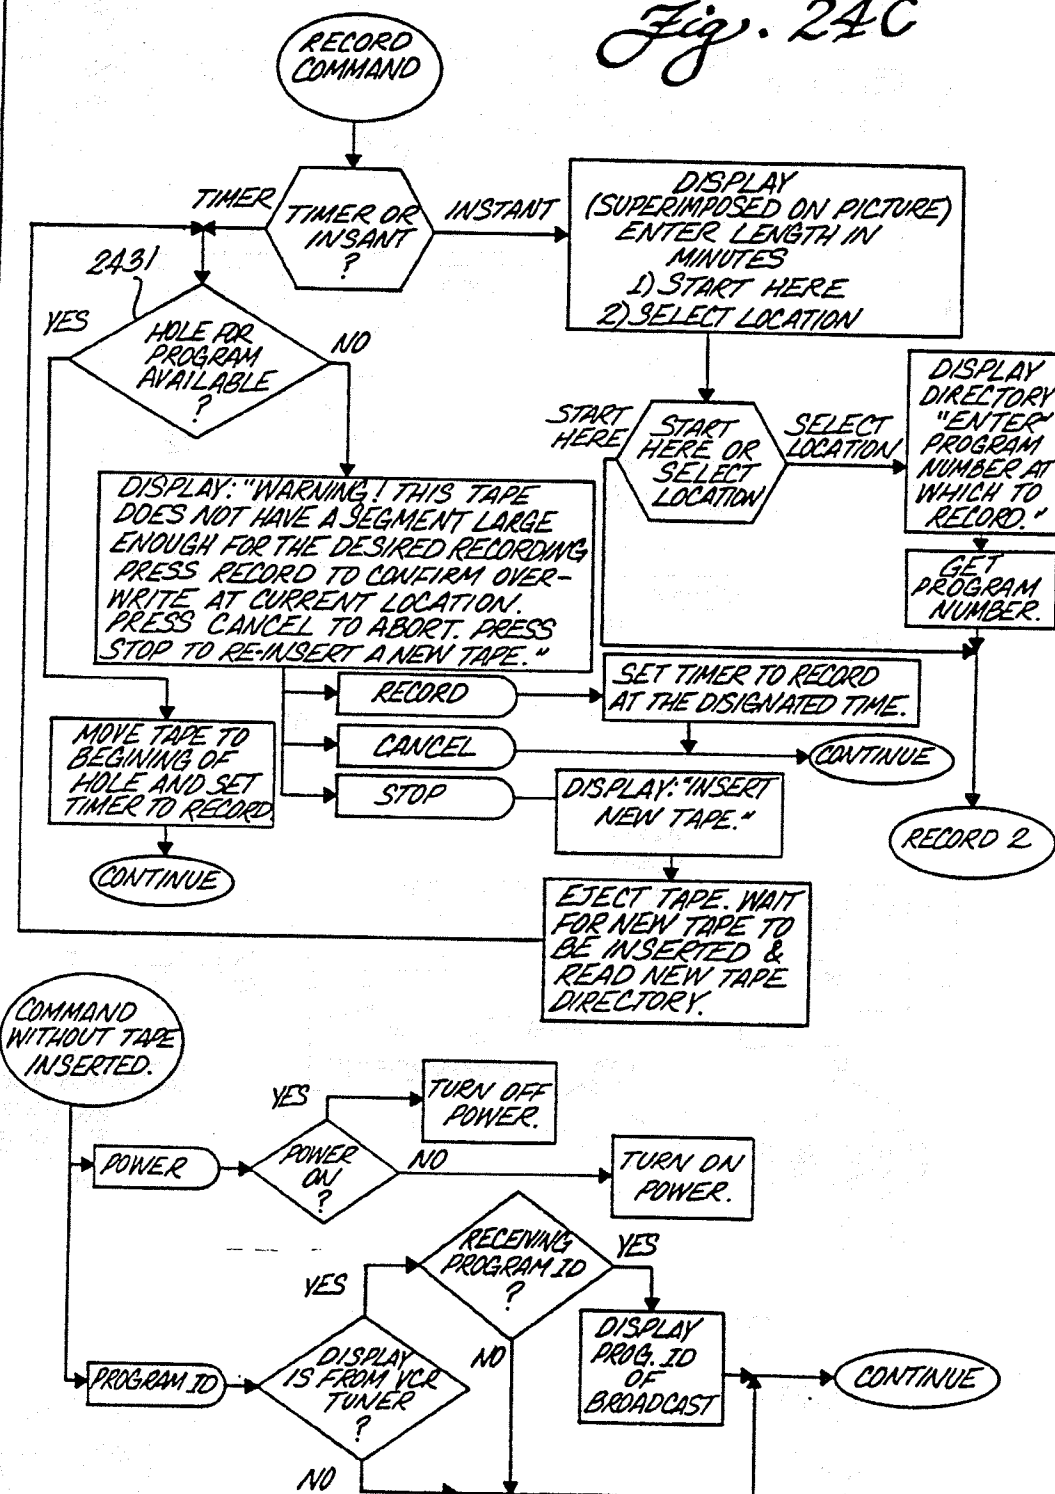 Fig. 24C
RECORD
COMMAND
TIMER
TIMER OR
INSANT
?
INSTANT
DISPLAY
(SUPERIMPOSED ON PICTURE)
ENTER LENGTH IN
MINUTES
1) START HERE
2) SELECT LOCATION
2431
YES
HOLE FOR
PROGRAM
AVAILABLE
?
NO
START
HERE
START
HERE OR
SELECT
LOCATION
SELECT
LOCATION
DISPLAY
DIRECTORY
"ENTER"
PROGRAM
NUMBER AT
WHICH TO
RECORD."
GET
PROGRAM
NUMBER.
DISPLAY: "WARNING! THIS TAPE
DOES NOT HAVE A SEGMENT LARGE
ENOUGH FOR THE DESIRED RECORDING
PRESS RECORD TO CONFIRM OVER-
WRITE AT CURRENT LOCATION.
PRESS CANCEL TO ABORT. PRESS
STOP TO RE-INSERT A NEW TAPE."
RECORD
SET TIMER TO RECORD
AT THE DISIGNATED TIME.
CANCEL
CONTINUE
STOP
DISPLAY: "INSERT
NEW TAPE."
MOVE TAPE TO
BEGINING OF
HOLE AND SET
TIMER TO RECORD.
CONTINUE
RECORD 2
EJECT TAPE. WAIT
FOR NEW TAPE TO
BE INSERTED &
READ NEW TAPE
DIRECTORY.
COMMAND
WITHOUT TAPE
INSERTED.
POWER
YES
POWER
ON
?
NO
TURN OFF
POWER.
TURN ON
POWER.
PROGRAM ID
YES
DISPLAY
IS FROM VCR
TUNER
?
NO
RECEIVING
PROGRAM ID
?
YES
NO
DISPLAY
PROG. ID
OF
BROADCAST
CONTINUE